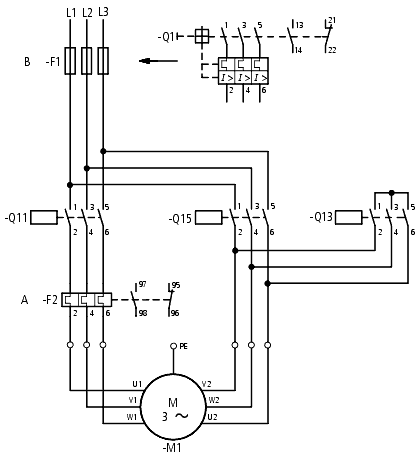 L1 L2 L3
1 3 5 13 21
-Q1
B -F1
14 22
I> I> I>
2 4 6
1 3 5 1 3 5 1 3 5
-Q11 -Q15 -Q13
2 4 6 2 4 6 2 4 6
97 95
A -F2
2 4 6 98 96
PE
U1 V2
V1 M W2
3 ~
W1 U2
-M1